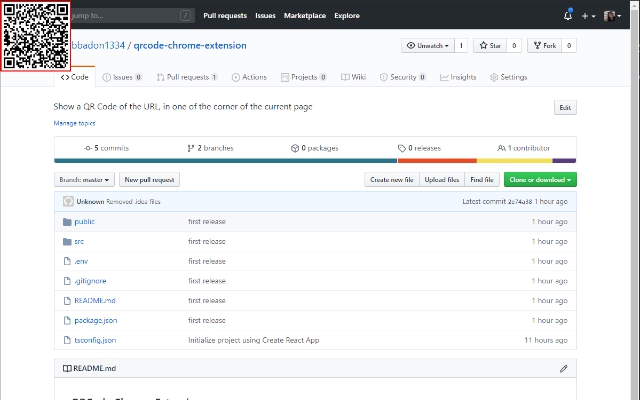 jump to... / Pull requests Issues Marketplace Explore
bbadon1334 / qrcode-chrome-extension Unwatch 1 Star 0 Fork 0
Code Issues 0 Pull requests 1 Actions Projects 0 Wiki Security 0 Insights Settings
Show a QR Code of the URL, in one of the corner of the current page Edit
Manage topics
5 commits 2 branches 0 packages 0 releases 1 contributor
Branch: master New pull request Create new file Upload files Find file Clone or download
Unknown Removed .idea files Latest commit 2e74a38 1 hour ago
public first release 1 hour ago
src first release 1 hour ago
.env first release 1 hour ago
.gitignore first release 1 hour ago
README.md first release 1 hour ago
package.json first release 1 hour ago
tsconfig.json Initialize project using Create React App 11 hours ago
README.md